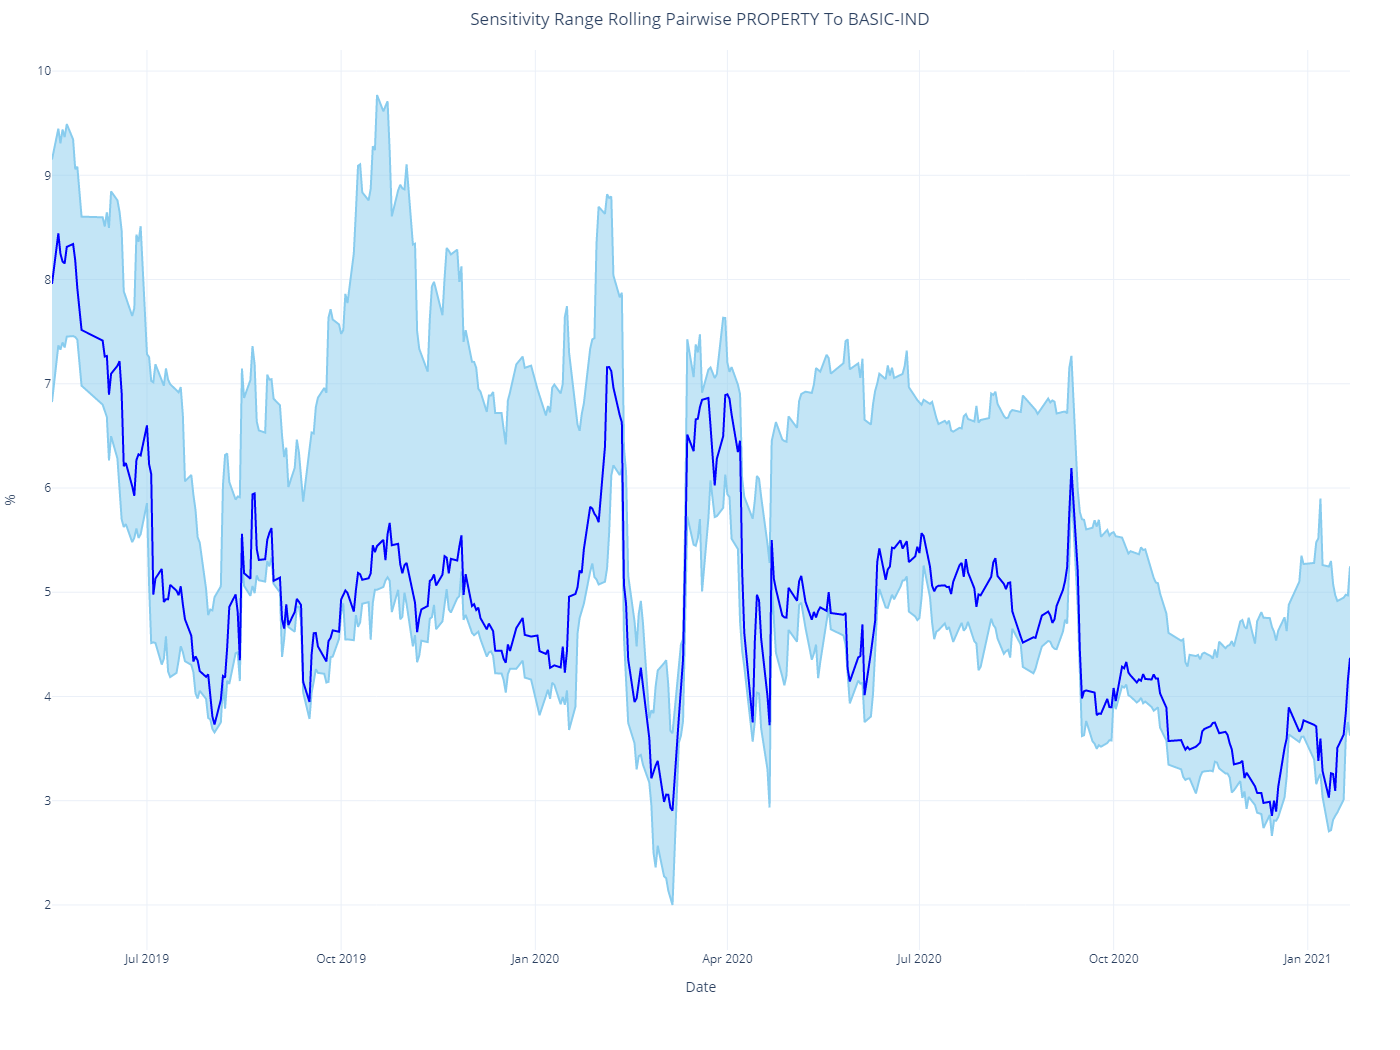 Sensitivity Range Rolling Pairwise PROPERTY To BASIC-IND
10
9
8
7
6
5
4
3
2
%
Jul 2019
Oct 2019
Jan 2020
Apr 2020
Jul 2020
Oct 2020
Jan 2021
Date